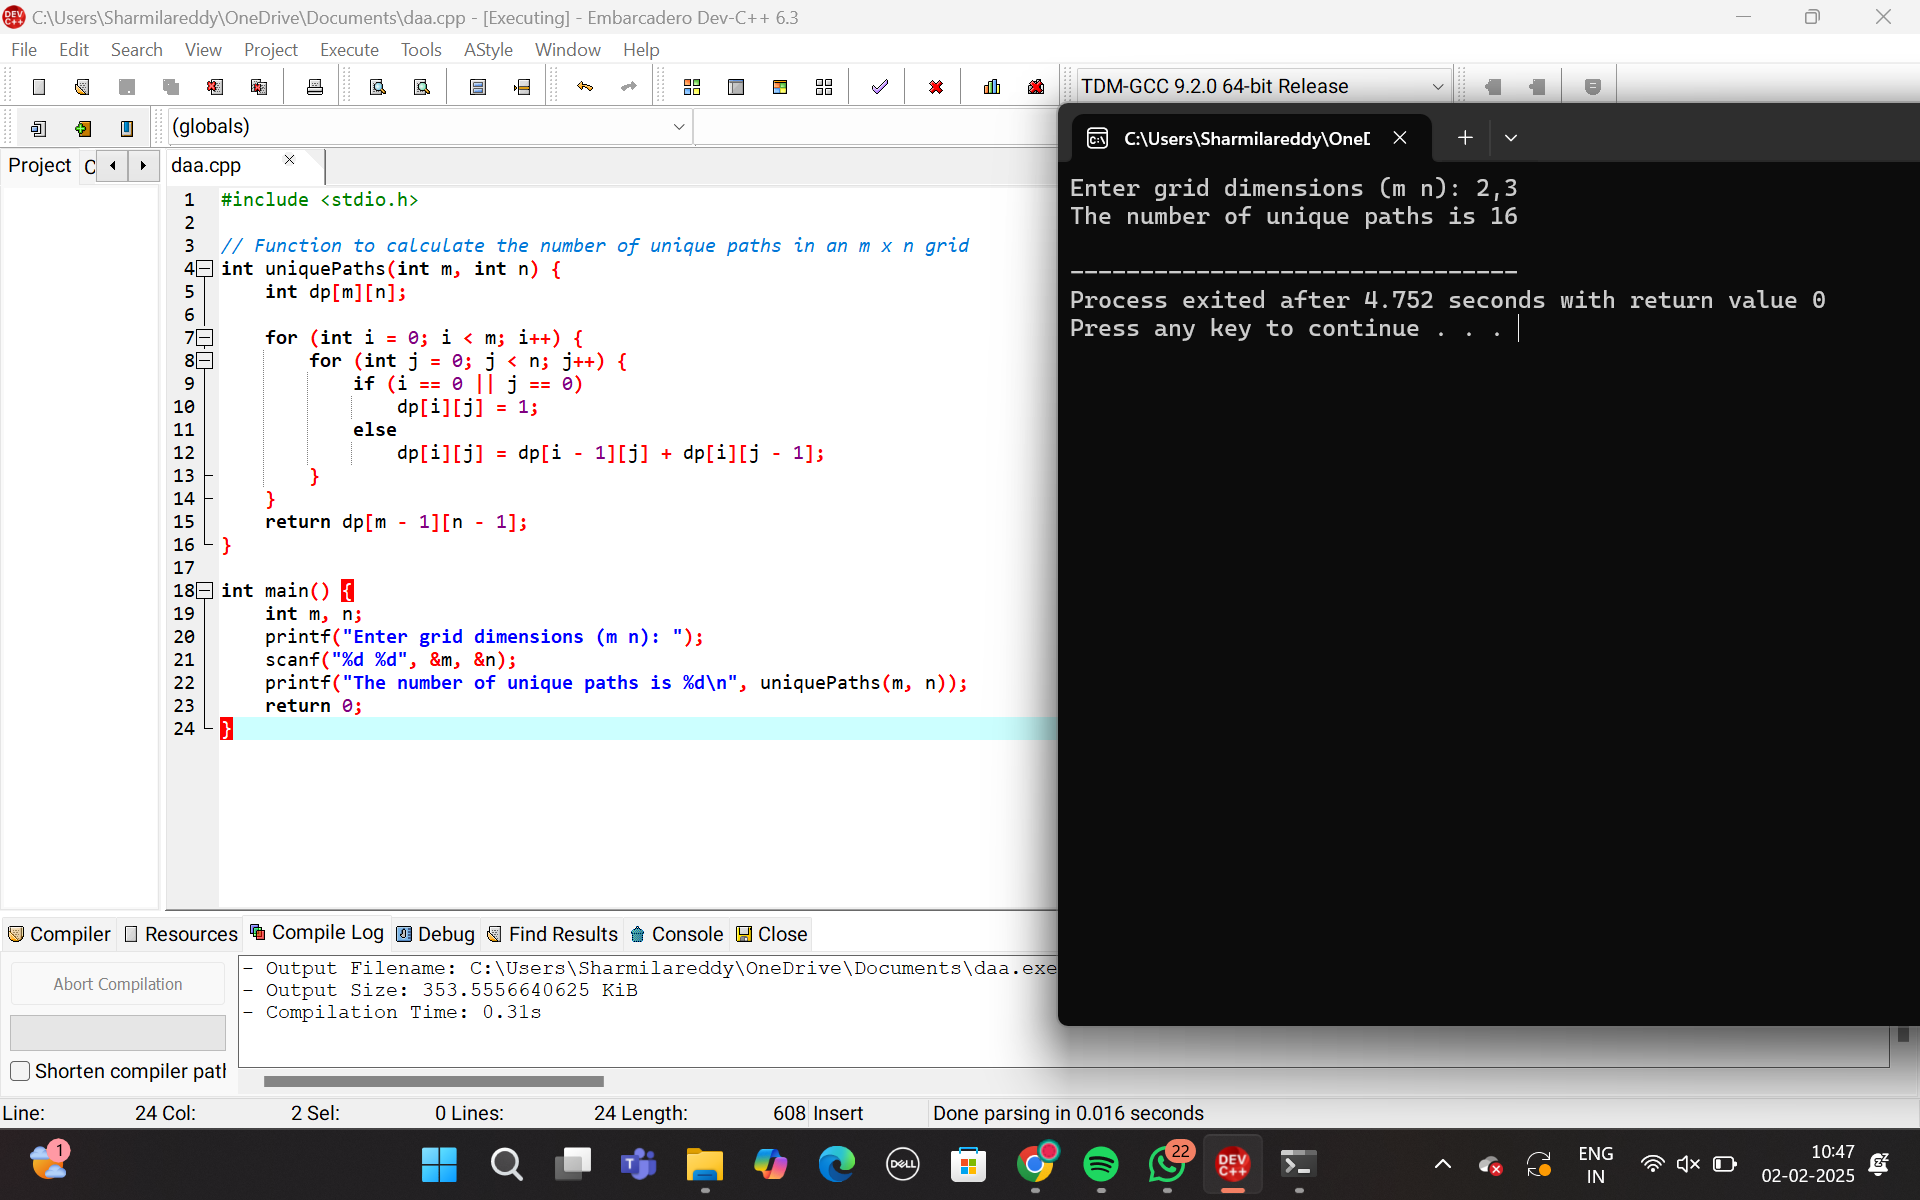 C:\Users\Sharmilareddy\OneDrive\Documents\daa.cpp - [Executing] - Embarcadero Dev-C++ 6.3
File Edit Search View Project Execute Tools AStyle Window Help
TDM-GCC 9.2.0 64-bit Release
(globals)
Project
daa.cpp
1 #include <stdio.h>
2
3 // Function to calculate the number of unique paths in an m x n grid
4 int uniquePaths(int m, int n) {
5 int dp[m][n];
6
7 for (int i = 0; i < m; i++) {
8 for (int j = 0; j < n; j++) {
9 if (i == 0 || j == 0)
10 dp[i][j] = 1;
11 else
12 dp[i][j] = dp[i - 1][j] + dp[i][j - 1];
13 }
14 }
15 return dp[m - 1][n - 1];
16 }
17
18 int main() {
19 int m, n;
20 printf("Enter grid dimensions (m n): ");
21 scanf("%d %d", &m, &n);
22 printf("The number of unique paths is %d\n", uniquePaths(m, n));
23 return 0;
24 }
C:\Users\Sharmilareddy\One
Enter grid dimensions (m n): 2,3
The number of unique paths is 16
--------------------------------
Process exited after 4.752 seconds with return value 0
Press any key to continue . . .
Compiler Resources Compile Log Debug Find Results Console Close
Abort Compilation
Shorten compiler pat
- Output Filename: C:\Users\Sharmilareddy\OneDrive\Documents\daa.exe
- Output Size: 353.5556640625 KiB
- Compilation Time: 0.31s
Line: 24 Col: 2 Sel: 0 Lines: 24 Length: 608 Insert Done parsing in 0.016 seconds
1
DELL
22
DEV C++
ENG
IN
10:47
02-02-2025